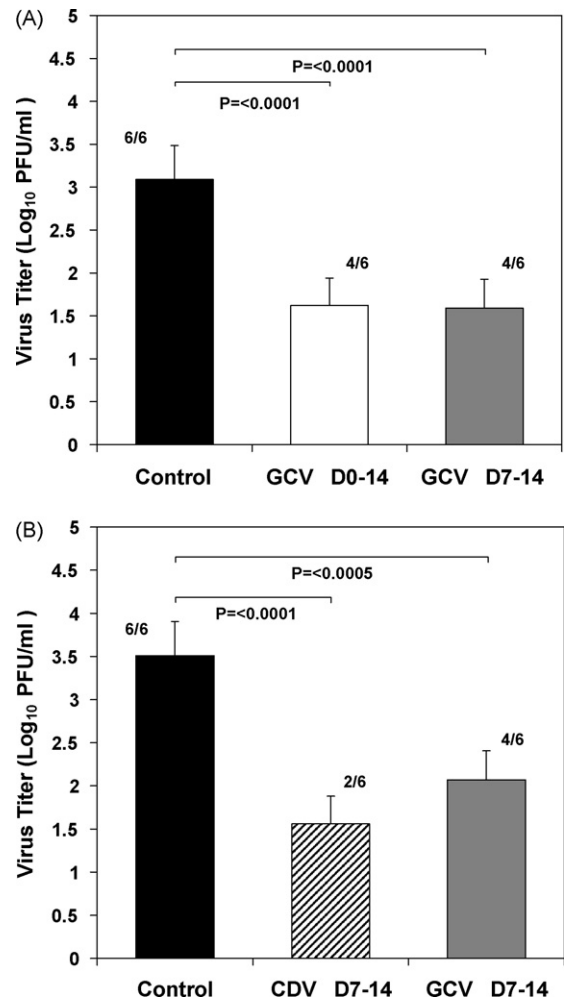 (A)
Virus Titer (Log10 PFU/ml )
5
4.5
4
3.5
3
2.5
2
1.5
1
0.5
0
P=<0.0001
P=<0.0001
6/6
4/6
4/6
Control
GCV D0-14
GCV D7-14
(B)
Virus Titer (Log10 PFU/ml )
5
4.5
4
3.5
3
2.5
2
1.5
1
0.5
0
P=<0.0005
P=<0.0001
6/6
2/6
4/6
Control
CDV D7-14
GCV D7-14